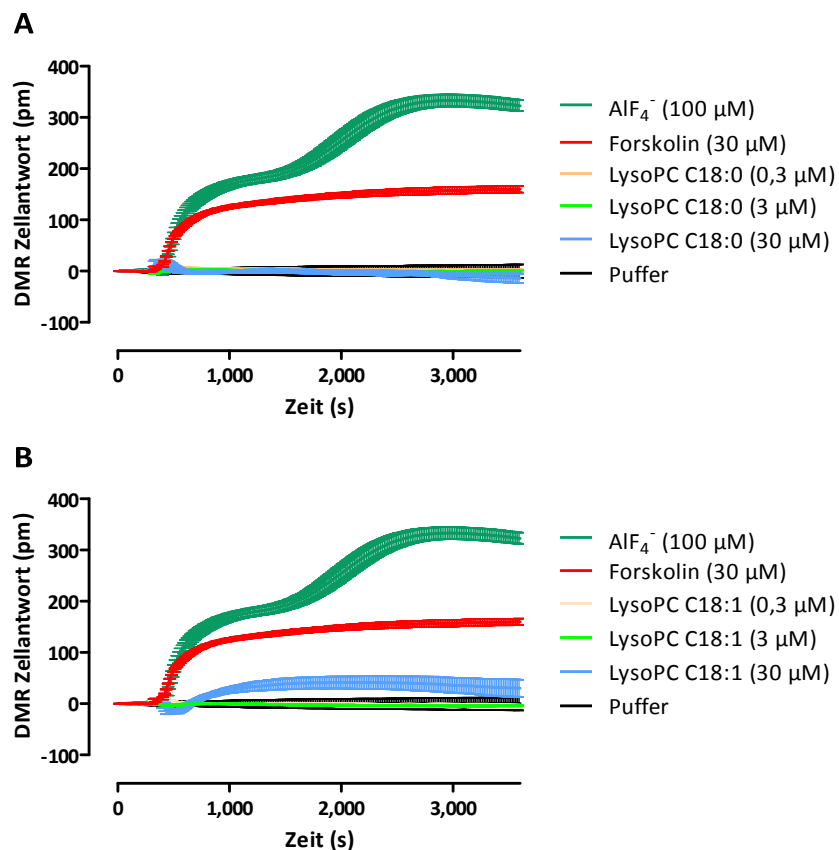 A
400
300
200
100
0
-100
DMR Zellantwort (pm)
0 1,000 2,000 3,000
Zeit (s)
AlF₄⁻ (100 µM)
Forskolin (30 µM)
LysoPC C18:0 (0,3 µM)
LysoPC C18:0 (3 µM)
LysoPC C18:0 (30 µM)
Puffer
B
400
300
200
100
0
-100
DMR Zellantwort (pm)
0 1,000 2,000 3,000
Zeit (s)
AlF₄⁻ (100 µM)
Forskolin (30 µM)
LysoPC C18:1 (0,3 µM)
LysoPC C18:1 (3 µM)
LysoPC C18:1 (30 µM)
Puffer